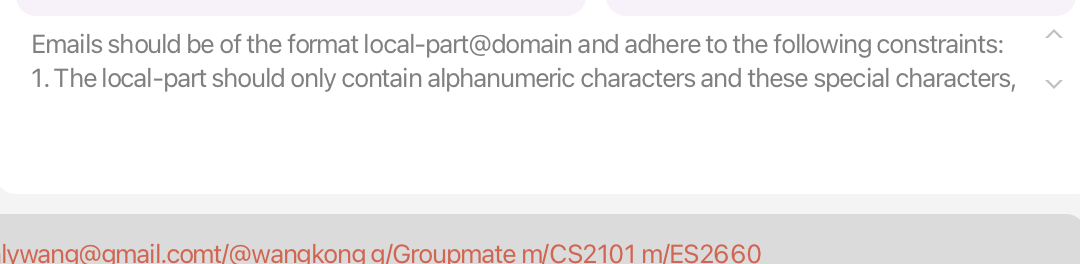 Emails should be of the format local-part@domain and adhere to the following constraints:
1. The local-part should only contain alphanumeric characters and these special characters,
lywang@gmail.comt/@wangkong g/Groupmate m/CS2101 m/ES2660